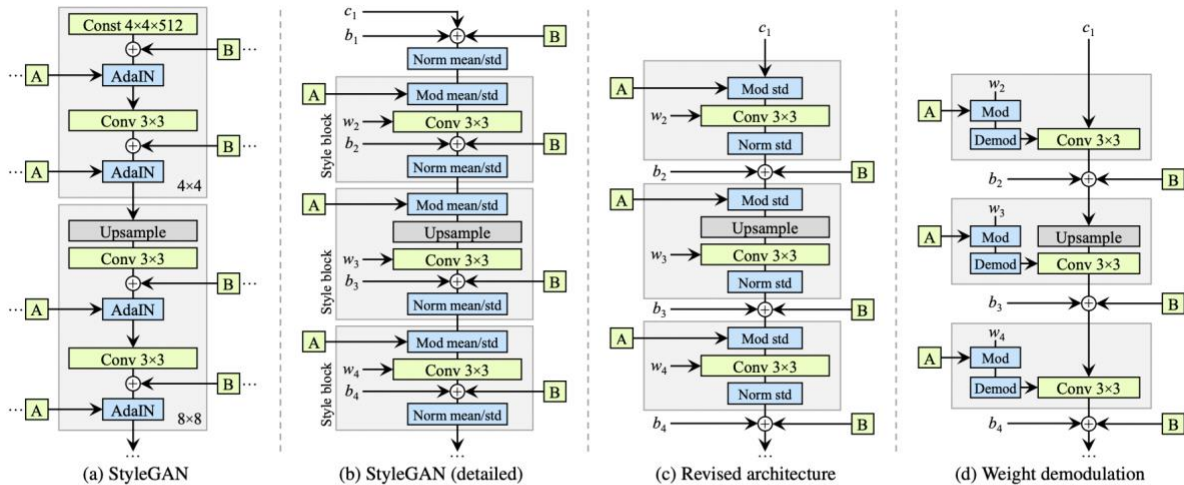 Const 4×4×512
B ...
... A
AdaIN
Conv 3×3
B ...
... A
AdaIN
4×4
Upsample
Conv 3×3
B ...
... A
AdaIN
Conv 3×3
B ...
... A
AdaIN
8×8
...
(a) StyleGAN
c₁
b₁
B
Norm mean/std
A
Mod mean/std
w₂
Conv 3×3
b₂
B
Norm mean/std
Style block
A
Mod mean/std
Upsample
w₃
Conv 3×3
b₃
B
Norm mean/std
Style block
A
Mod mean/std
w₄
Conv 3×3
b₄
B
Norm mean/std
Style block
...
(b) StyleGAN (detailed)
c₁
A
Mod std
w₂
Conv 3×3
Norm std
b₂
B
A
Mod std
Upsample
w₃
Conv 3×3
Norm std
b₃
B
A
Mod std
w₄
Conv 3×3
Norm std
b₄
B
...
(c) Revised architecture
c₁
w₂
A
Mod
Demod
Conv 3×3
b₂
B
w₃
A
Mod
Upsample
Demod
Conv 3×3
b₃
B
w₄
A
Mod
Demod
Conv 3×3
b₄
B
...
(d) Weight demodulation